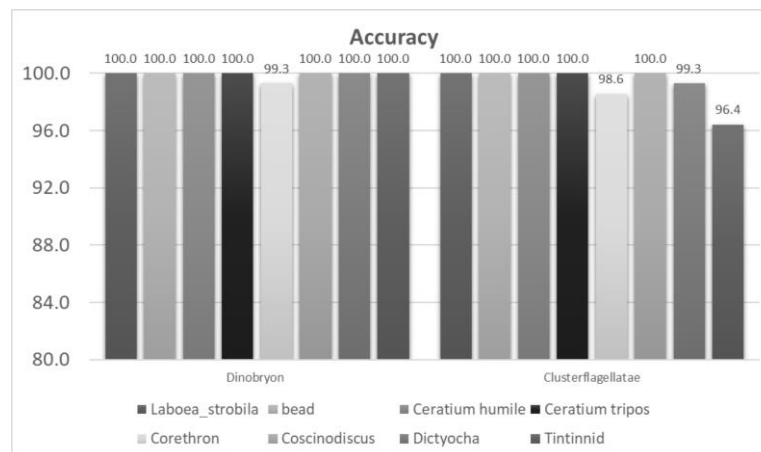 Accuracy
100.0 100.0 100.0 100.0 99.3 100.0 100.0 100.0 100.0 100.0 100.0 100.0 98.6 100.0 99.3 96.4
100.0
96.0
92.0
88.0
84.0
80.0
Dinobryon Clusterflagellatae
Laboea_strobila bead Ceratium humile Ceratium tripos
Corethron Coscinodiscus Dictyocha Tintinnid